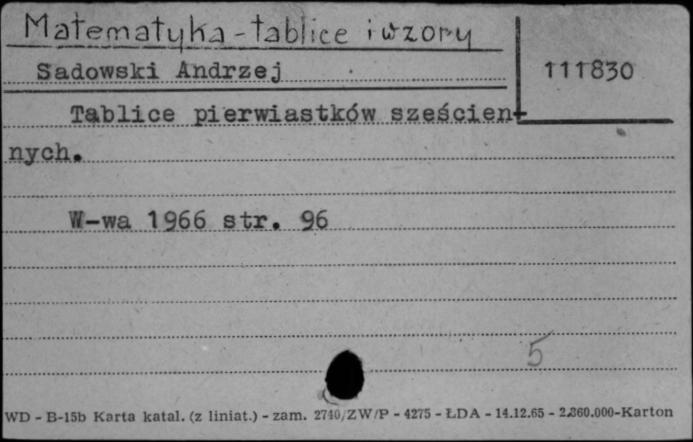 Matematyka - tablice i wzory
Sadowski Andrzej
111830
Tablice pierwiastków sześcien-
nych.
W-wa 1966 str. 96
5
WD - B-15b Karta katal. (z liniat.) - zam. 2740/ZW/P - 4275 - ŁDA - 14.12.65 - 2.860.000-Karton